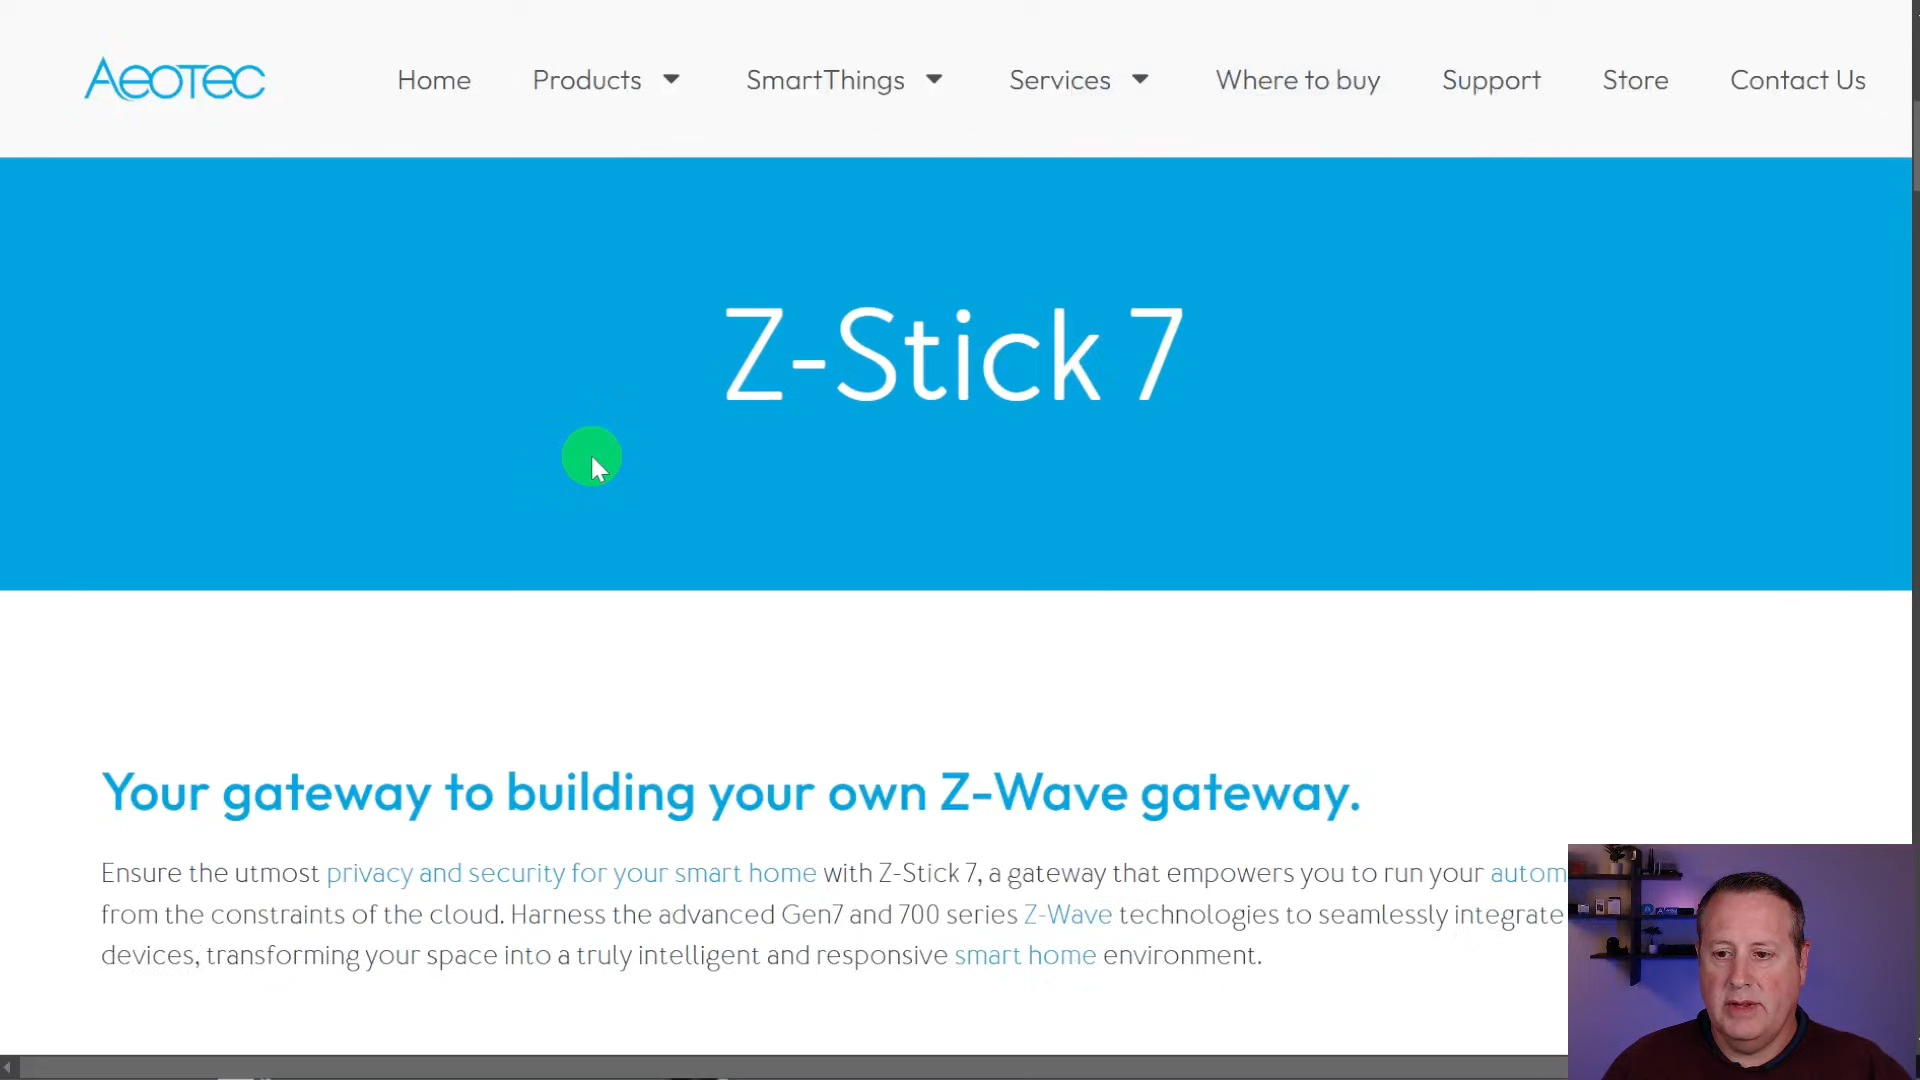 AEOTEC
Home
Products
SmartThings
Services
Where to buy
Support
Store
Contact Us
Z-Stick 7
Your gateway to building your own Z-Wave gateway.
Ensure the utmost privacy and security for your smart home with Z-Stick 7, a gateway that empowers you to run your autom
from the constraints of the cloud. Harness the advanced Gen7 and 700 series Z-Wave technologies to seamlessly integrate
devices, transforming your space into a truly intelligent and responsive smart home environment.